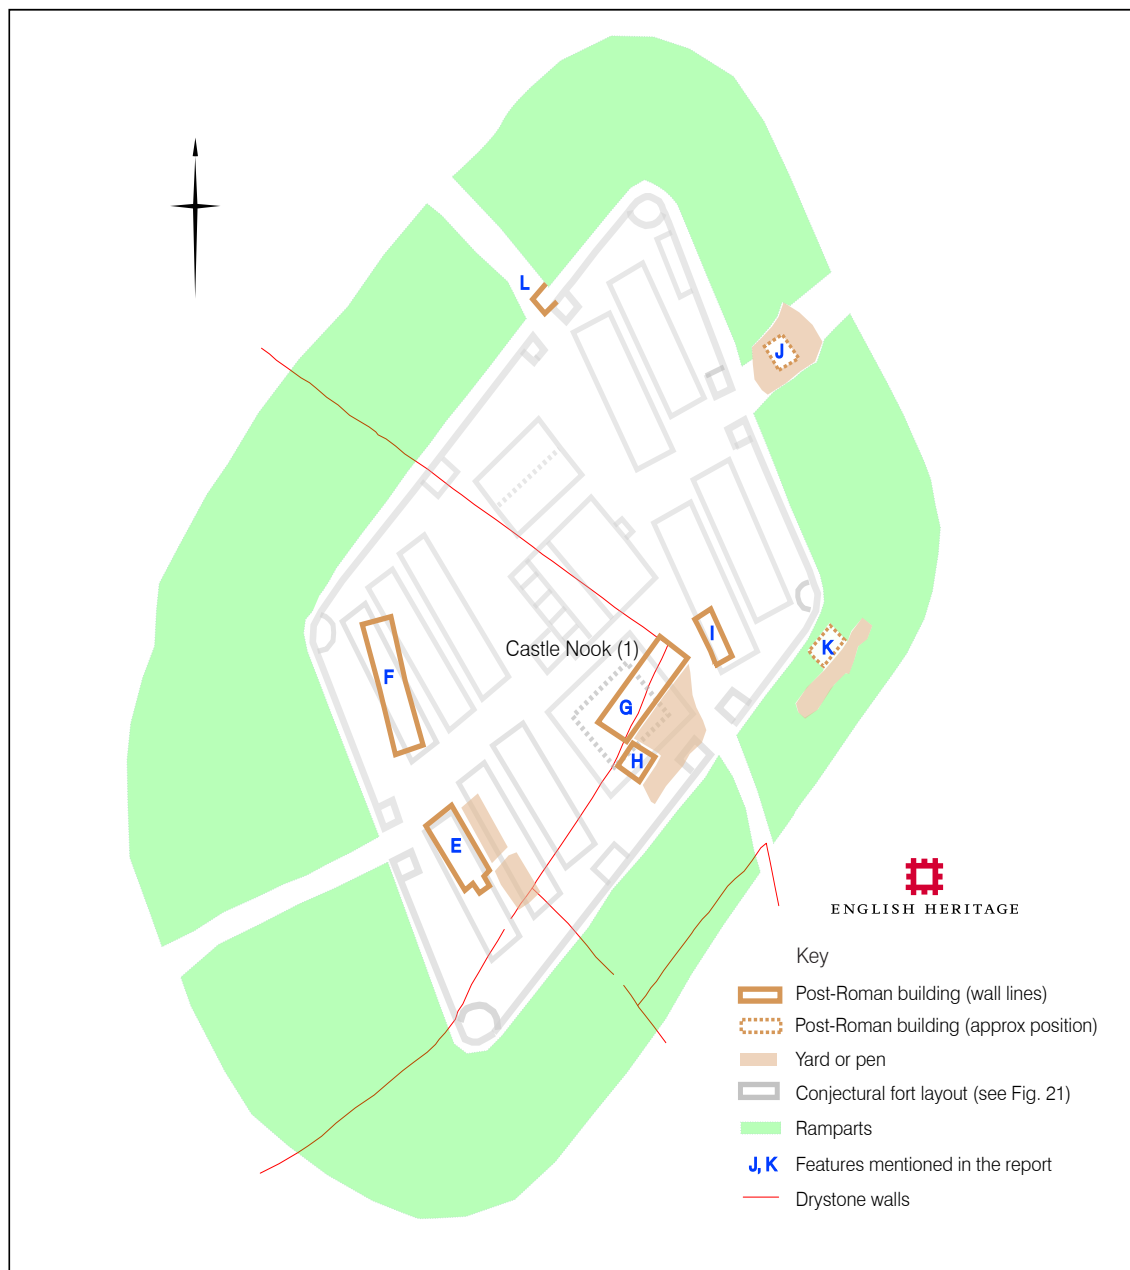 L
J
I
Castle Nook (1)
K
F
G
H
E
ENGLISH HERITAGE
Key
Post-Roman building (wall lines)
Post-Roman building (approx position)
Yard or pen
Conjectural fort layout (see Fig. 21)
Ramparts
J, K Features mentioned in the report
Drystone walls